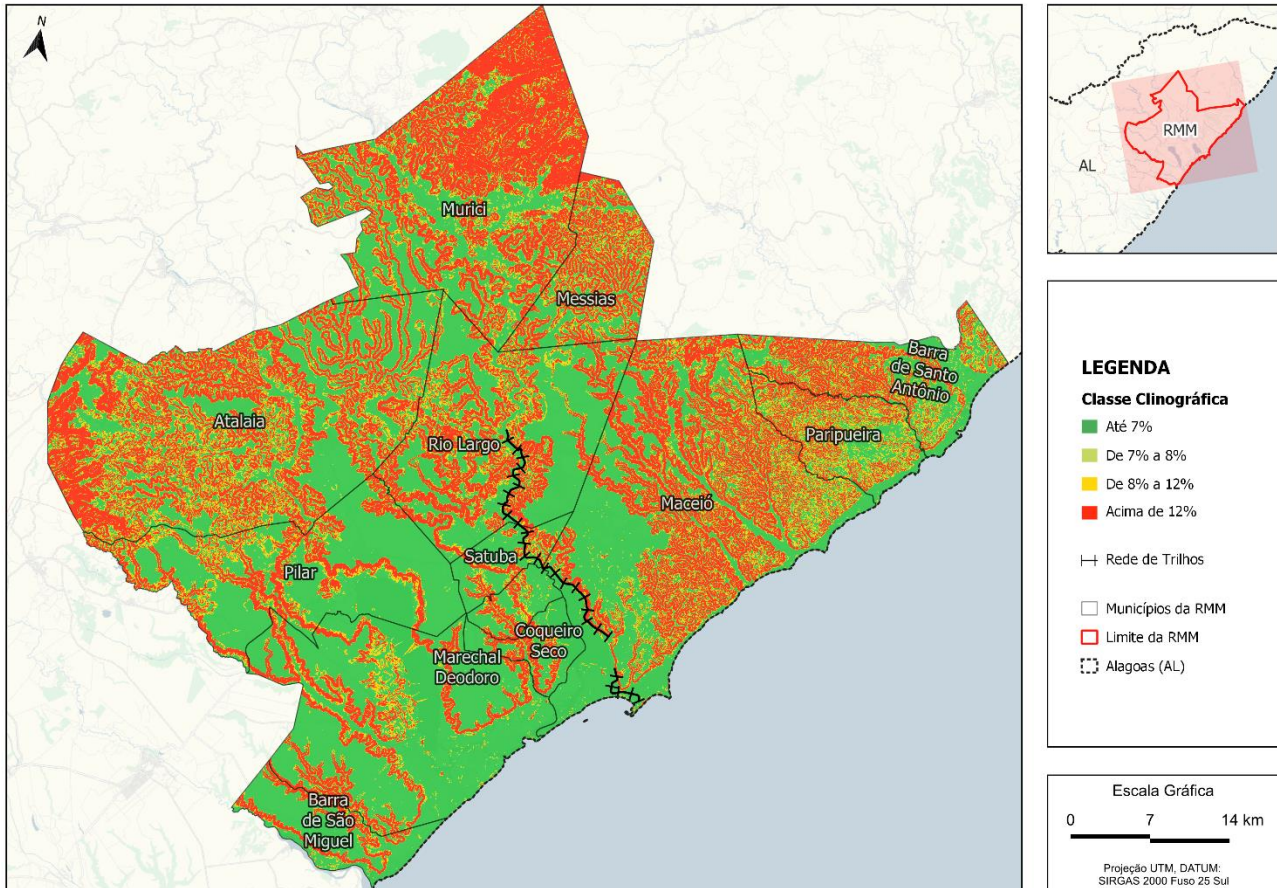 N
Murici
Messias
Barra
de Santo
Antônio
Atalaia
Rio Largo
Paripueira
Maceió
Satuba
Pilar
Coqueiro
Seco
Marechal
Deodoro
Barra
de São
Miguel
RMM
AL
LEGENDA
Classe Clinográfica
Até 7%
De 7% a 8%
De 8% a 12%
Acima de 12%
Rede de Trilhos
Municípios da RMM
Limite da RMM
Alagoas (AL)
Escala Gráfica
0 7 14 km
Projeção UTM, DATUM:
SIRGAS 2000 Fuso 25 Sul